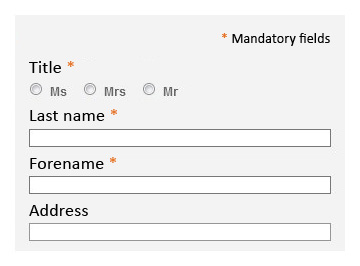 * Mandatory fields
Title *
Ms Mrs Mr
Last name *
Forename *
Address